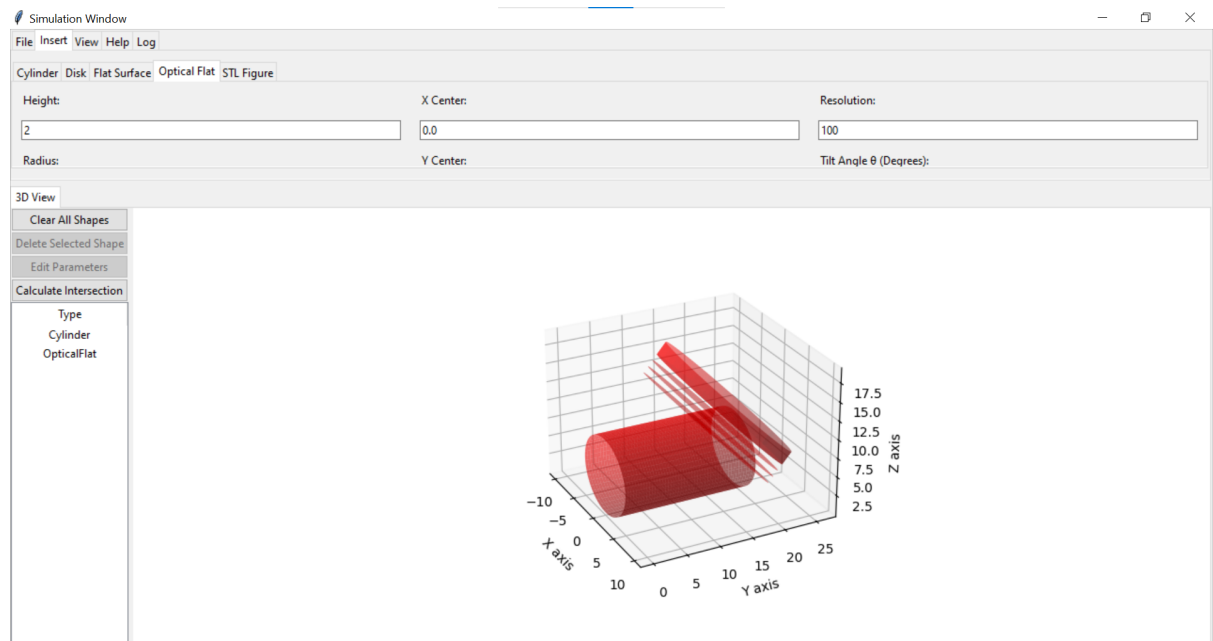 Simulation Window
File Insert View Help Log
Cylinder Disk Flat Surface Optical Flat STL Figure
Height: X Center: Resolution:
2 0.0 100
Radius: Y Center: Tilt Angle θ (Degrees):
3D View
Clear All Shapes
Delete Selected Shape
Edit Parameters
Calculate Intersection
Type
Cylinder
OpticalFlat
17.5
15.0
12.5
10.0
7.5
5.0
2.5
Z axis
−10
−5
0
5
10
X axis
0
5
10
15
20
25
Y axis